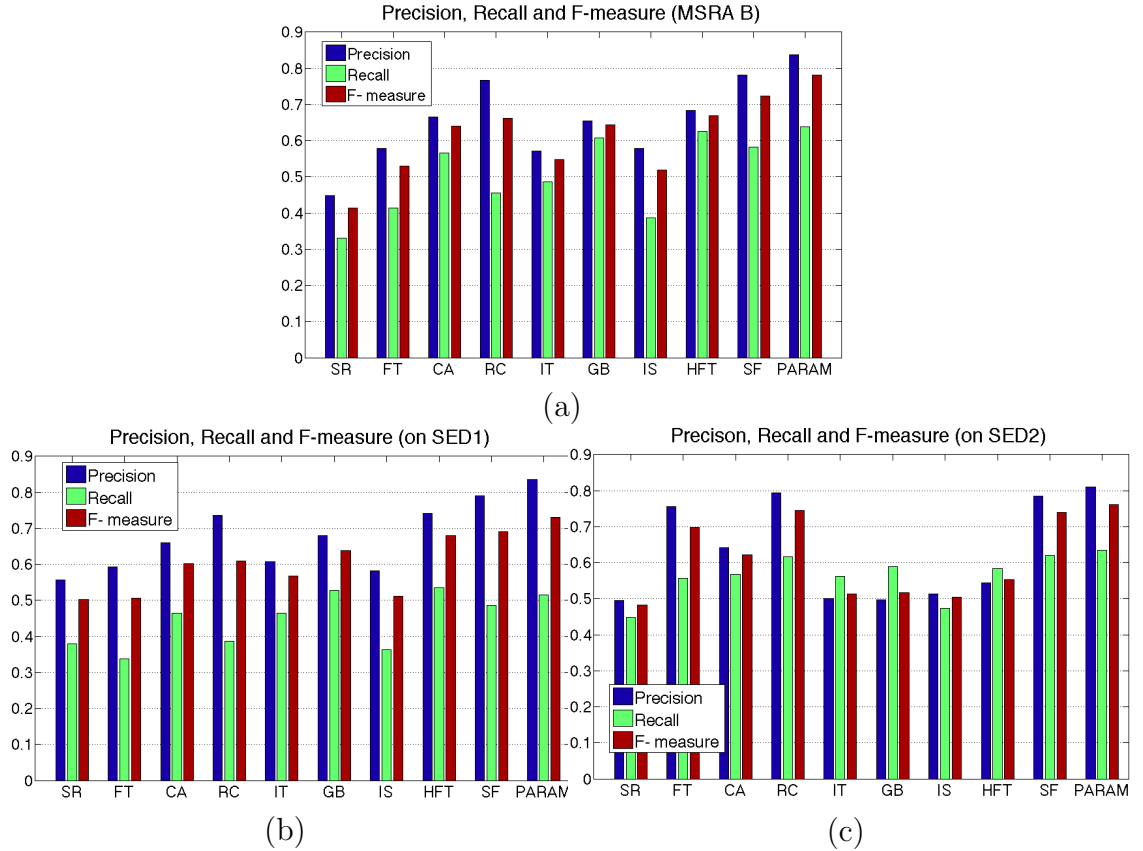 Precision, Recall and F-measure (MSRA B)
0.9
0.8
0.7
0.6
0.5
0.4
0.3
0.2
0.1
0
Precision
Recall
F- measure
SR FT CA RC IT GB IS HFT SF PARAM
(a)
Precision, Recall and F-measure (on SED1)
0.9
0.8
0.7
0.6
0.5
0.4
0.3
0.2
0.1
0
Precision
Recall
F- measure
SR FT CA RC IT GB IS HFT SF PARAM
(b)
Precison, Recall and F-measure (on SED2)
0.9
0.8
0.7
0.6
0.5
0.4
0.3
0.2
0.1
0
Precision
Recall
F- measure
SR FT CA RC IT GB IS HFT SF PARAM
(c)